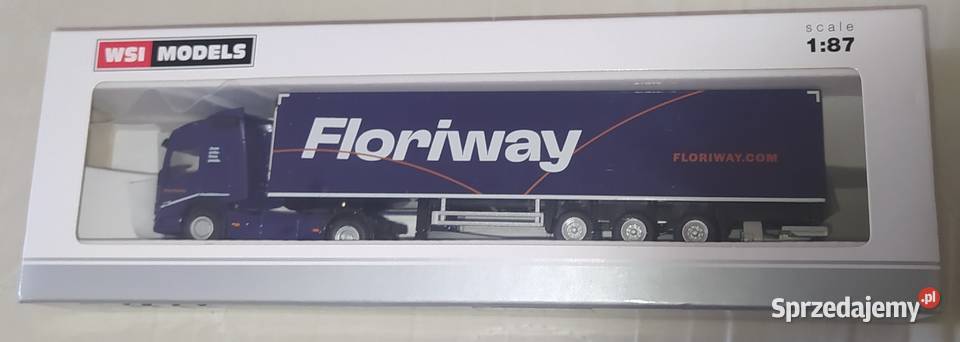 WSI MODELS
scale
1:87
Floriway
FLORIWAY.COM
Sprzedajemy.pl